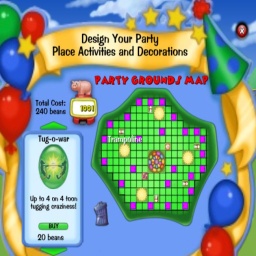 Design Your Party
Place Activities and Decorations
PARTY GROUNDS MAP
Total Cost:
240 beans
Trampoline
Tug-o-war
Up to 4 on 4 toon
tugging craziness!
BUY
20 beans